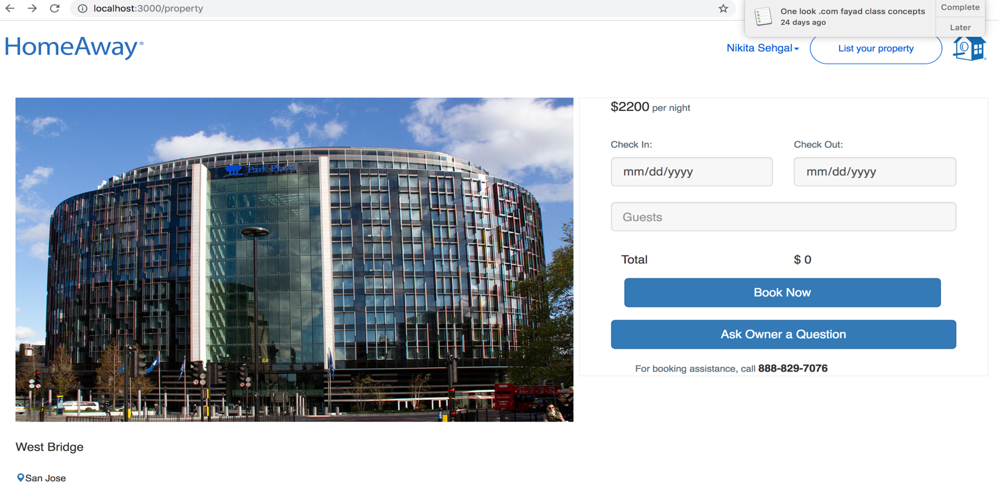 localhost:3000/property
One look .com fayad class concepts
24 days ago
Complete
Later
HomeAway®
Nikita Sehgal
List your property
Park Plaza
$2200 per night
Check In:
Check Out:
mm/dd/yyyy
mm/dd/yyyy
Guests
Total
$ 0
Book Now
Ask Owner a Question
For booking assistance, call 888-829-7076
West Bridge
San Jose